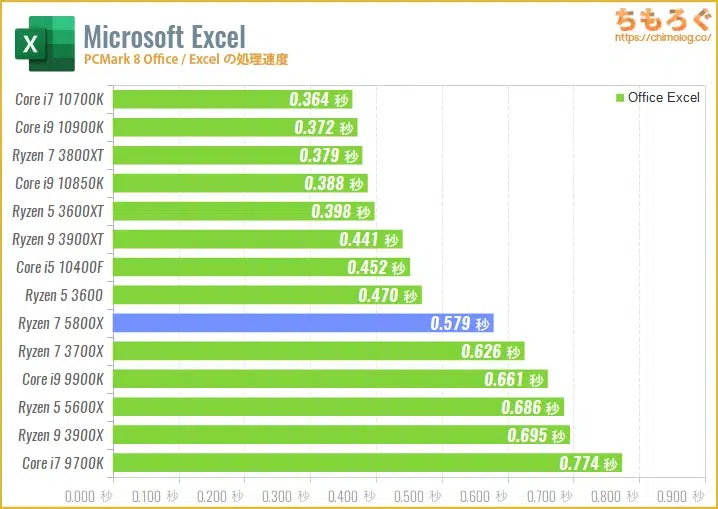 X
Microsoft Excel
PCMark 8 Office / Excel の処理速度
ちもろぐ
https://chimolog.co/
Office Excel
Core i7 10700K 0.364 秒
Core i9 10900K 0.372 秒
Ryzen 7 3800XT 0.379 秒
Core i9 10850K 0.388 秒
Ryzen 5 3600XT 0.398 秒
Ryzen 9 3900XT 0.441 秒
Core i5 10400F 0.452 秒
Ryzen 5 3600 0.470 秒
Ryzen 7 5800X 0.579 秒
Ryzen 7 3700X 0.626 秒
Core i9 9900K 0.661 秒
Ryzen 5 5600X 0.686 秒
Ryzen 9 3900X 0.695 秒
Core i7 9700K 0.774 秒
0.000 秒 0.100 秒 0.200 秒 0.300 秒 0.400 秒 0.500 秒 0.600 秒 0.700 秒 0.800 秒 0.900 秒